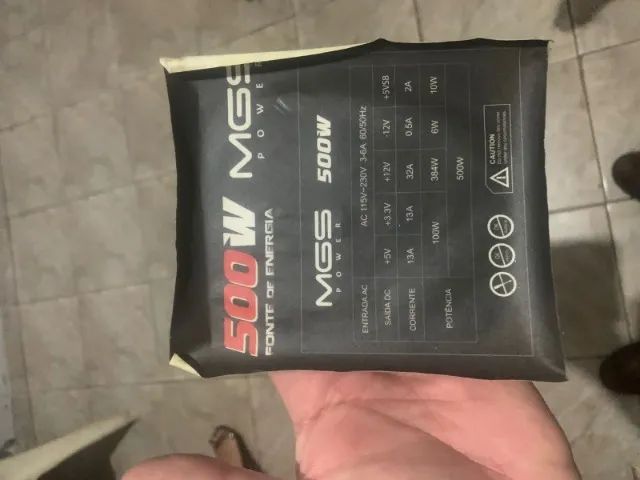 500W
FONTE DE ENERGIA
MGS
POWER
MGS
POWER
500W
ENTRADA AC AC 115V~230V 3-6A 60/50Hz
SAÍDA DC +5V +3.3V +12V -12V +5VSB
CORRENTE 13A 13A 32A 0.5A 2A
POTÊNCIA 100W 384W 6W 10W
500W
CAUTION